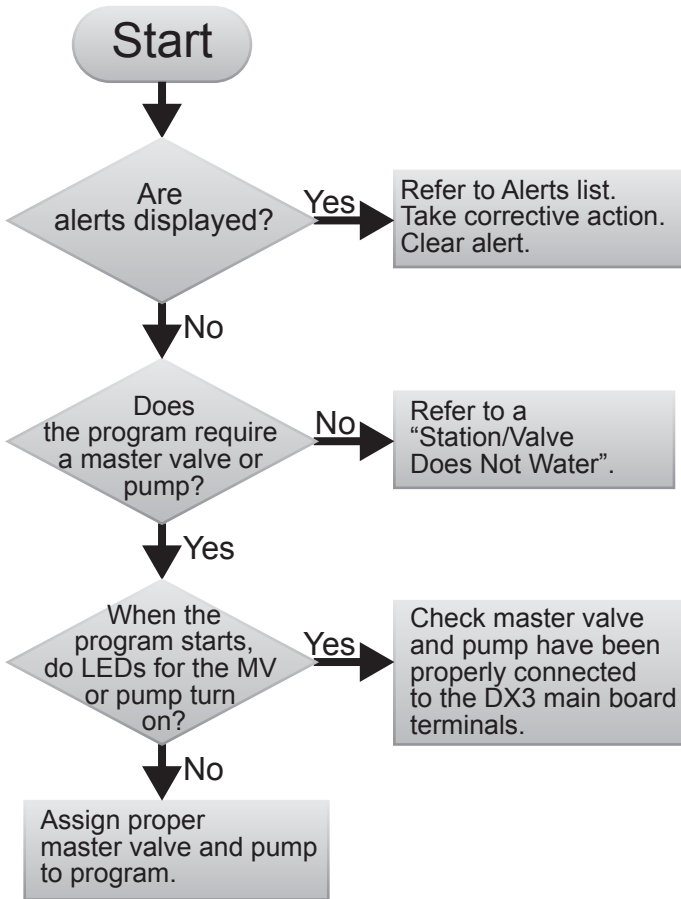 Start
Are
alerts displayed?
Yes
Refer to Alerts list.
Take corrective action.
Clear alert.
No
Does
the program require
a master valve or
pump?
No
Refer to a
“Station/Valve
Does Not Water”.
Yes
When the
program starts,
do LEDs for the MV
or pump turn
on?
Yes
Check master valve
and pump have been
properly connected
to the DX3 main board
terminals.
No
Assign proper
master valve and pump
to program.